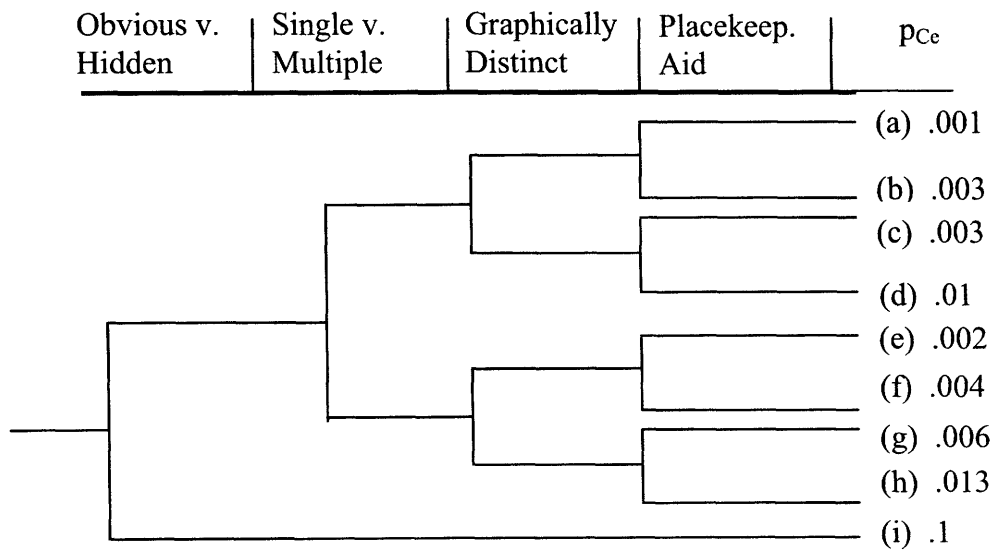 Obvious v. Hidden
Single v. Multiple
Graphically Distinct
Placekeep. Aid
pCe
(a) .001
(b) .003
(c) .003
(d) .01
(e) .002
(f) .004
(g) .006
(h) .013
(i) .1